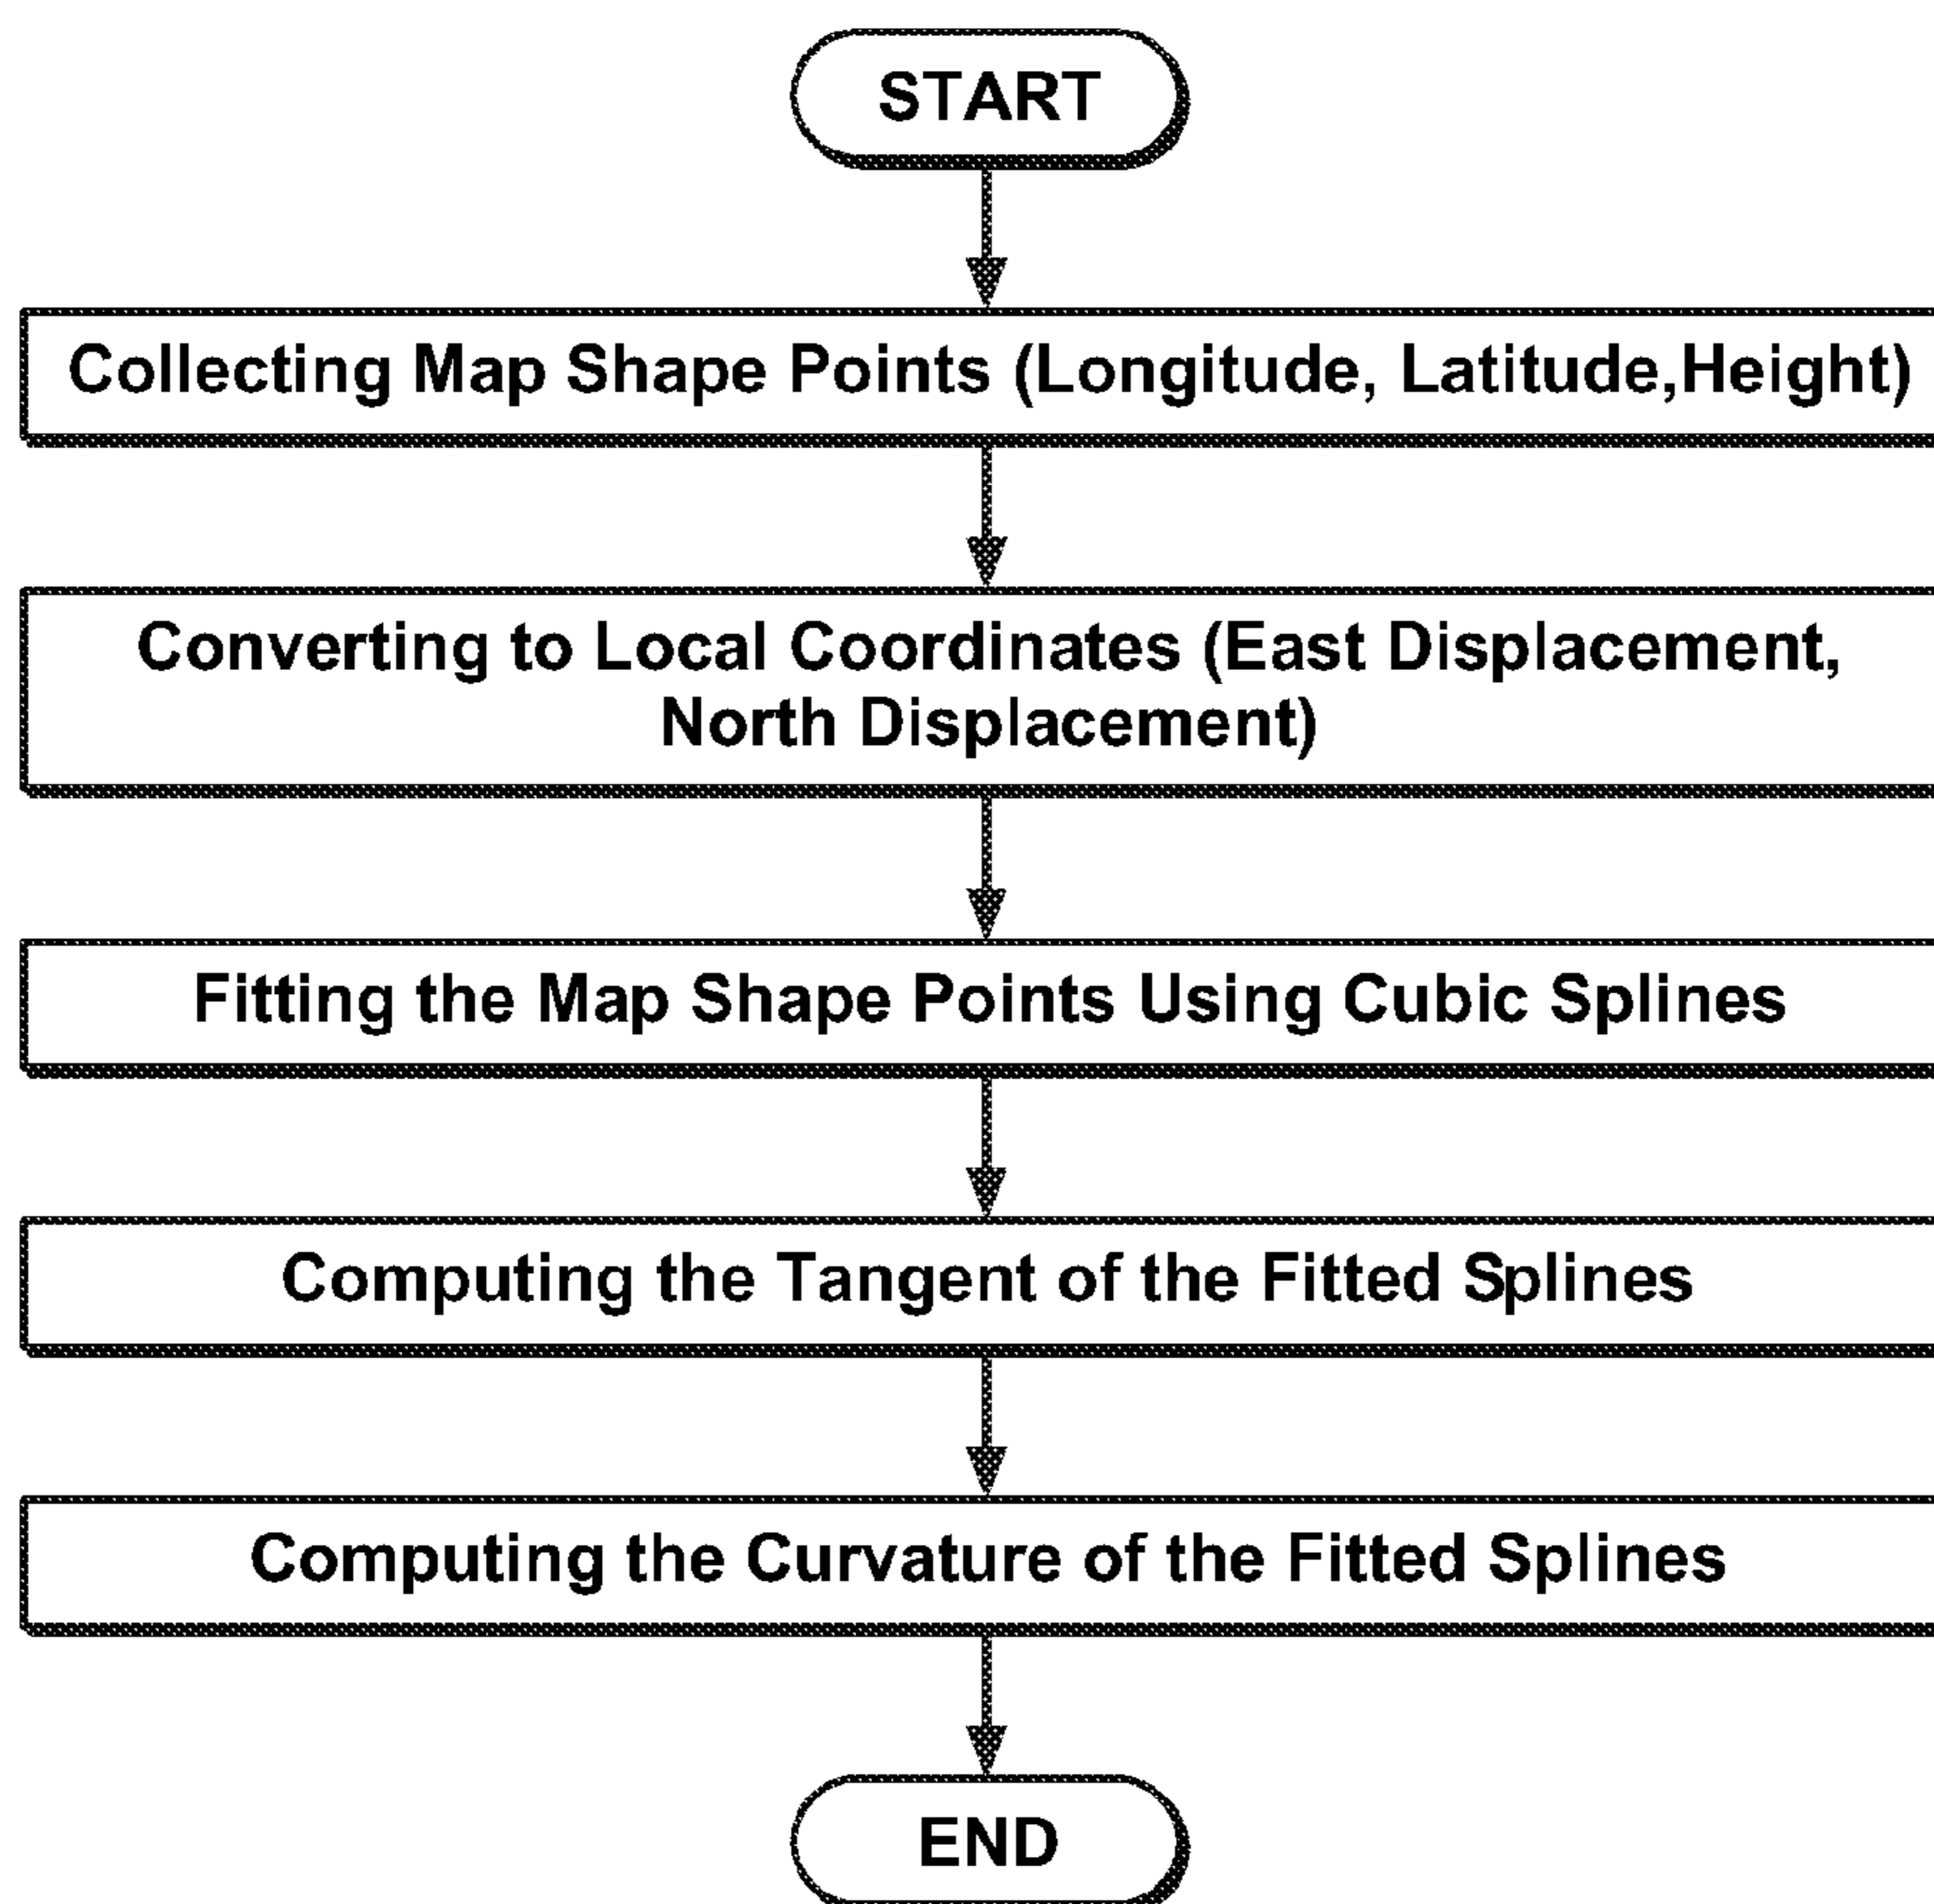 START
Collecting Map Shape Points (Longitude, Latitude,Height)
Converting to Local Coordinates (East Displacement,
North Displacement)
Fitting the Map Shape Points Using Cubic Splines
Computing the Tangent of the Fitted Splines
Computing the Curvature of the Fitted Splines
END